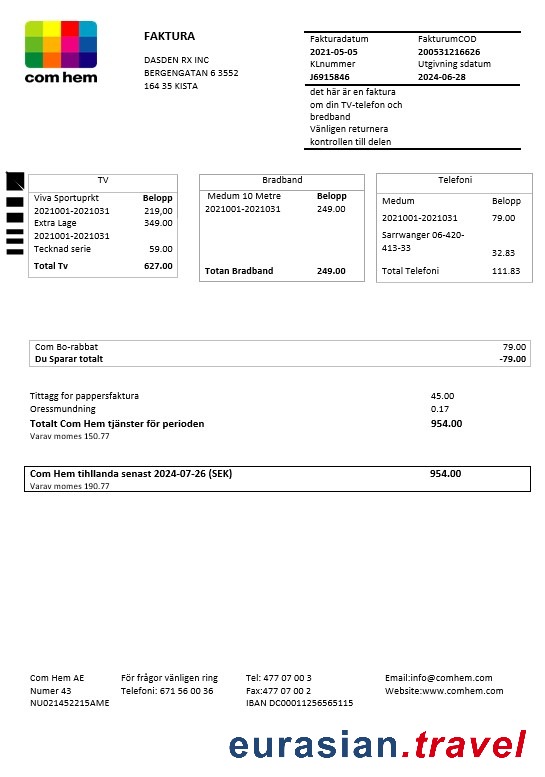 com hem
FAKTURA
DASDEN RX INC
BERGENGATAN 6 3552
164 35 KISTA
Fakturadatum FakturumCOD
2021-05-05 200531216626
KLnummer Utgivning sdatum
J6915846 2024-06-28
det här är en faktura
om din TV-telefon och
bredband
Vänligen returnera
kontrollen till delen
TV
Viva Sportuprkt Belopp
2021001-2021031 219,00
Extra Lage 349.00
2021001-2021031
Tecknad serie 59.00
Total Tv 627.00
Bradband
Medum 10 Metre Belopp
2021001-2021031 249.00
Totan Bradband 249.00
Telefoni
Medum Belopp
2021001-2021031 79.00
Sarrwanger 06-420-
413-33
32.83
Total Telefoni 111.83
Com Bo-rabbat 79.00
Du Sparar totalt -79.00
Tittagg for pappersfaktura 45.00
Oressmundning 0.17
Totalt Com Hem tjänster för perioden 954.00
Varav momes 150.77
Com Hem tihllanda senast 2024-07-26 (SEK) 954.00
Varav momes 190.77
Com Hem AE
Numer 43
NU021452215AME
För frågor vänligen ring
Telefoni: 671 56 00 36
Tel: 477 07 00 3
Fax:477 07 00 2
IBAN DC00011256565115
Email:info@comhem.com
Website:www.comhem.com
eurasian.travel